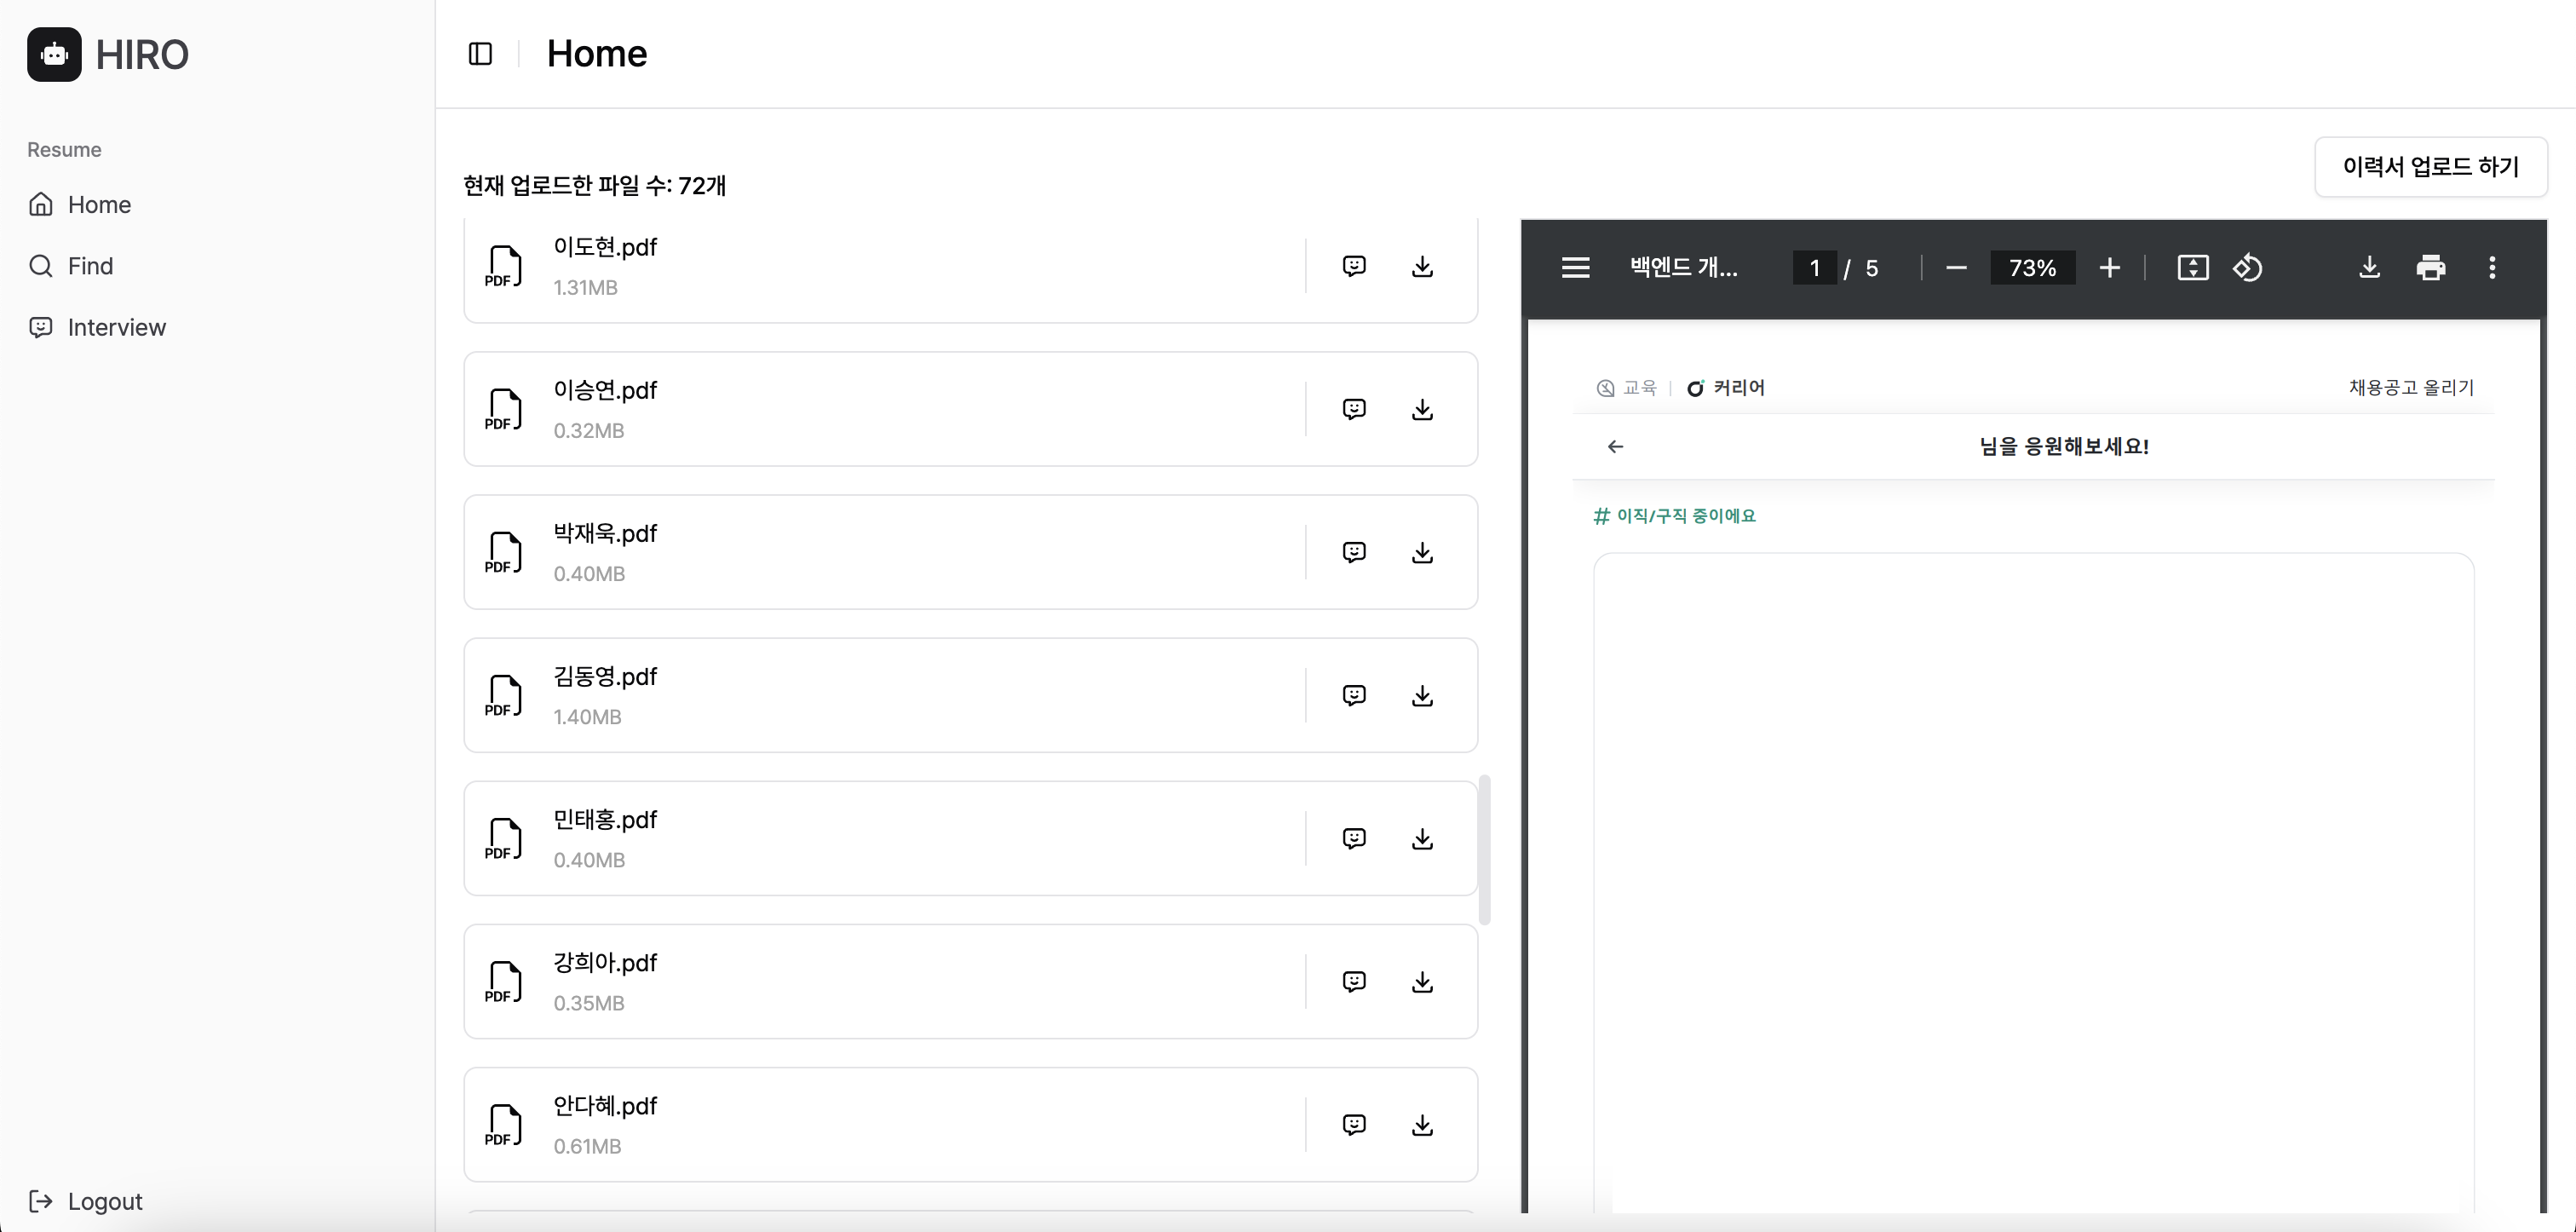 HIRO
Resume
Home
Find
Interview
Logout
Home
현재 업로드한 파일 수: 72개
이력서 업로드 하기
PDF
이도현.pdf
1.31MB
PDF
이승연.pdf
0.32MB
PDF
박재욱.pdf
0.40MB
PDF
김동영.pdf
1.40MB
PDF
민태홍.pdf
0.40MB
PDF
강희아.pdf
0.35MB
PDF
안다혜.pdf
0.61MB
백엔드 개... 1 / 5 73%
교육 커리어 채용공고 올리기
님을 응원해보세요!
# 이직/구직 중이에요